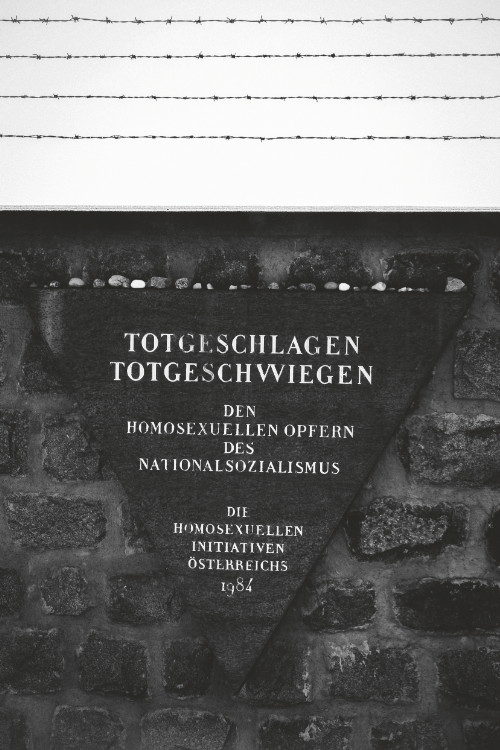 TOTGESCHLAGEN
TOTGESCHWIEGEN
DEN
HOMOSEXUELLEN OPFERN
DES
NATIONALSOZIALISMUS
DIE
HOMOSEXUELLEN
INITIATIVEN
ÖSTERREICHS
1984